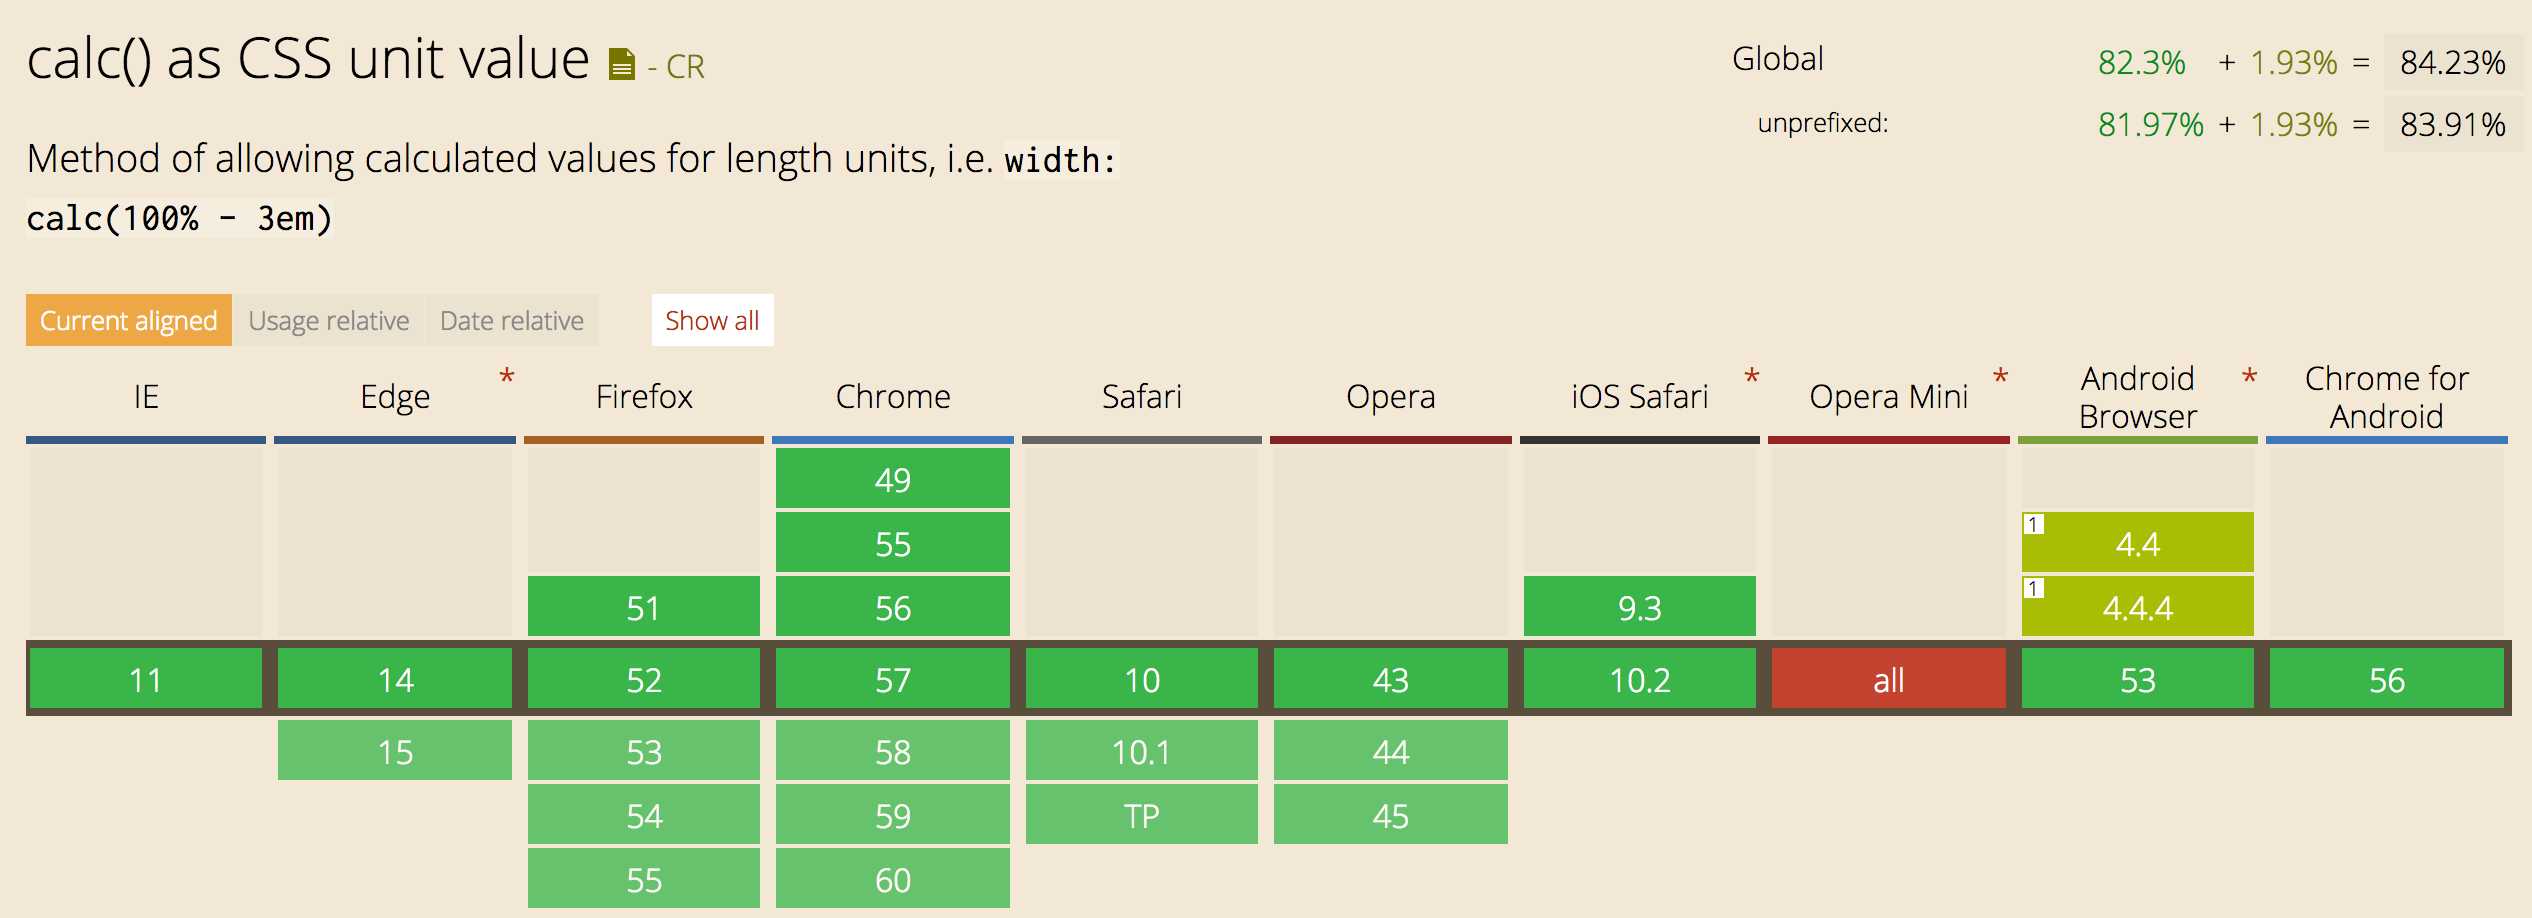 calc() as CSS unit value - CR
Global 82.3% + 1.93% = 84.23%
unprefixed: 81.97% + 1.93% = 83.91%
Method of allowing calculated values for length units, i.e. width:
calc(100% - 3em)
Current aligned Usage relative Date relative Show all
IE Edge * Firefox Chrome Safari Opera iOS Safari * Opera Mini * Android Browser * Chrome for Android
49
55 1 4.4
51 56 9.3 1 4.4.4
11 14 52 57 10 43 10.2 all 53 56
15 53 58 10.1 44
54 59 TP 45
55 60